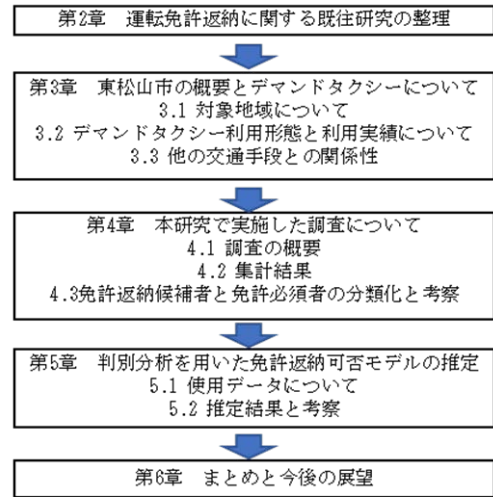 第2章 運転免許返納に関する既往研究の整理
第3章 東松山市の概要とデマンドタクシーについて
3.1 対象地域について
3.2 デマンドタクシー利用形態と利用実績について
3.3 他の交通手段との関係性
第4章 本研究で実施した調査について
4.1 調査の概要
4.2 集計結果
4.3免許返納候補者と免許必須者の分類化と考察
第5章 判別分析を用いた免許返納可否モデルの推定
5.1 使用データについて
5.2 推定結果と考察
第6章 まとめと今後の展望